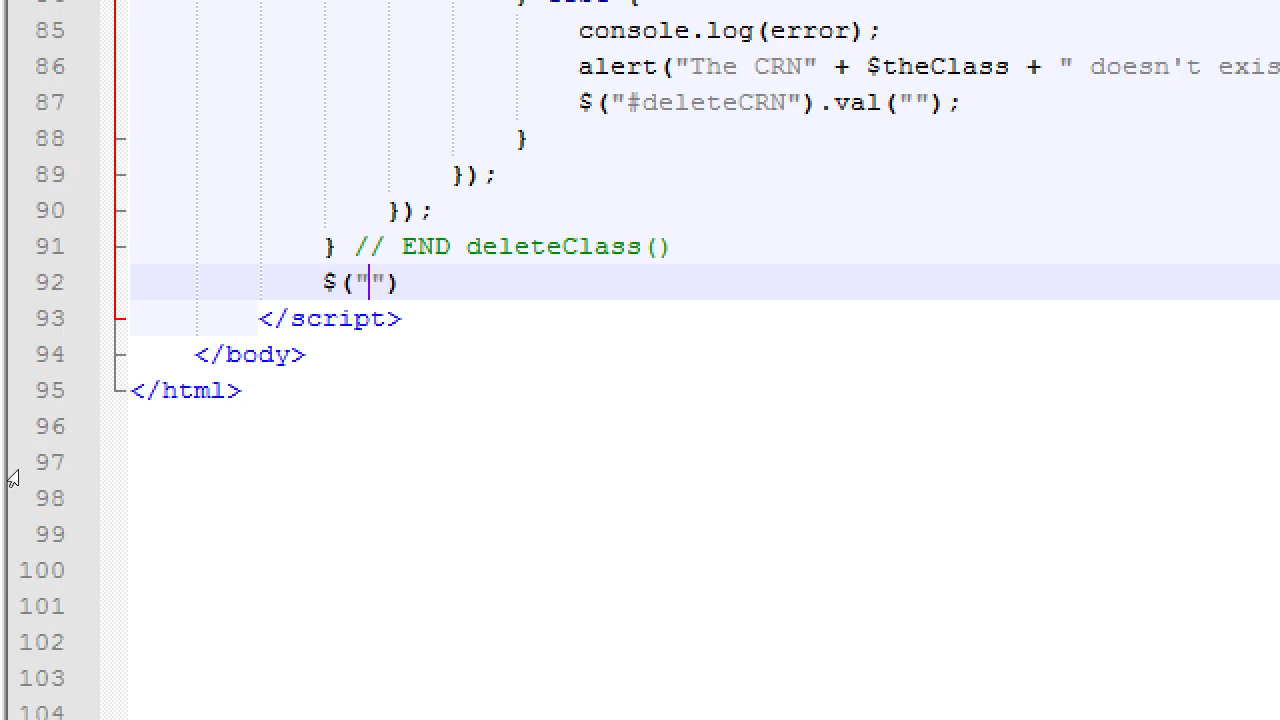 85 console.log(error);
86 alert("The CRN" + $theClass + " doesn't exis
87 $("#deleteCRN").val("");
88 }
89 });
90 });
91 } // END deleteClass()
92 $("")
93 </script>
94 </body>
95 </html>
96
97
98
99
100
101
102
103
104